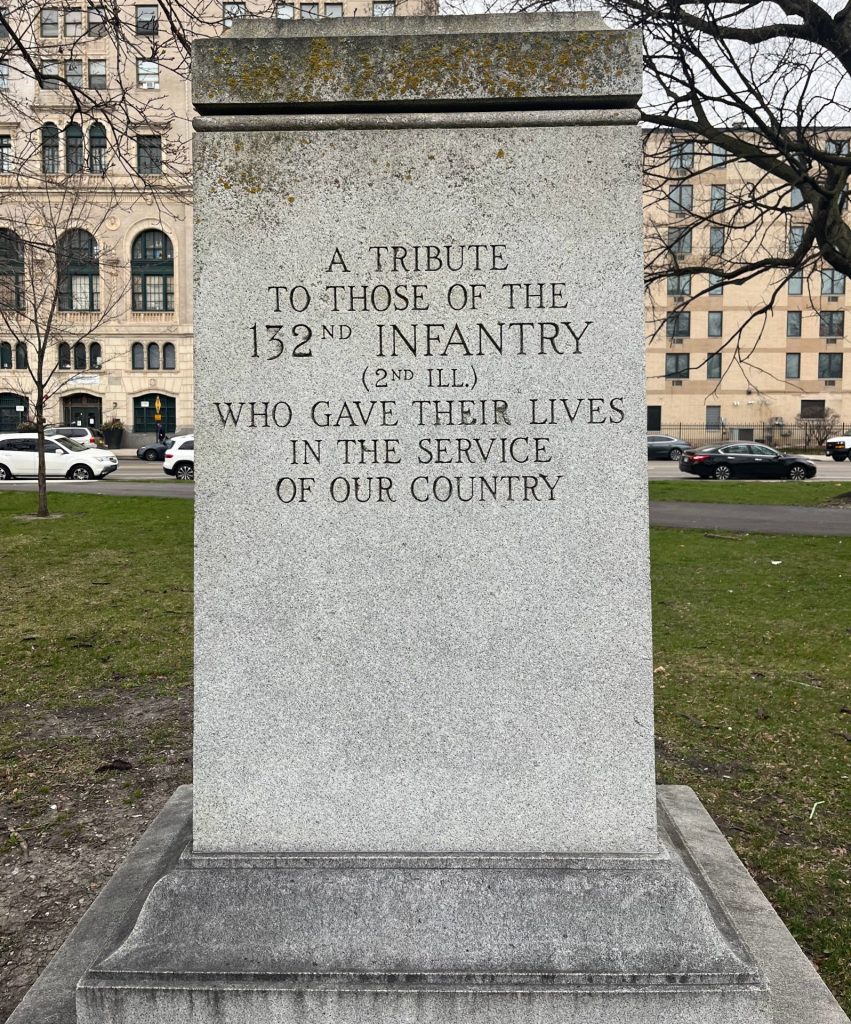 A TRIBUTE
TO THOSE OF THE
132ND INFANTRY
(2ND ILL.)
WHO GAVE THEIR LIVES
IN THE SERVICE
OF OUR COUNTRY